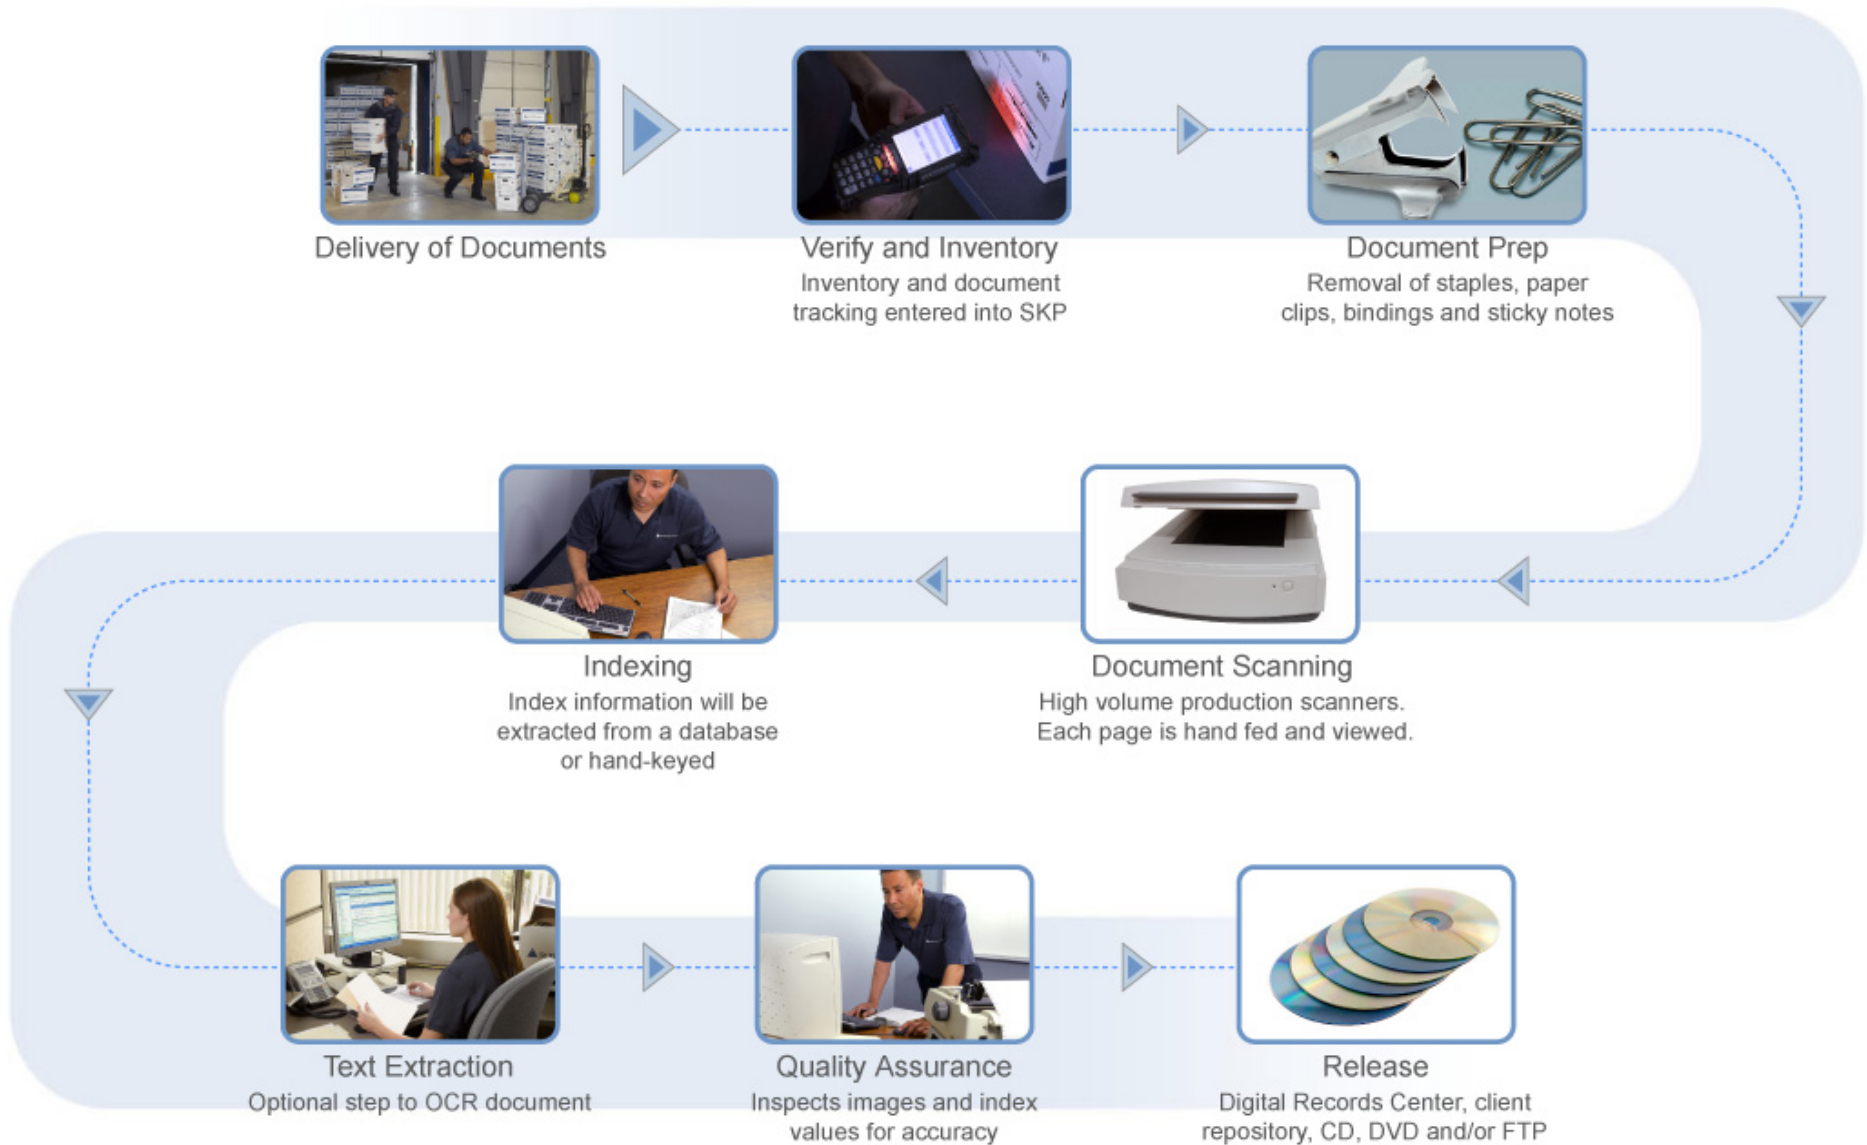 Delivery of Documents
Verify and Inventory
Inventory and document
tracking entered into SKP
Document Prep
Removal of staples, paper
clips, bindings and sticky notes
Document Scanning
High volume production scanners.
Each page is hand fed and viewed.
Indexing
Index information will be
extracted from a database
or hand-keyed
Text Extraction
Optional step to OCR document
Quality Assurance
Inspects images and index
values for accuracy
Release
Digital Records Center, client
repository, CD, DVD and/or FTP